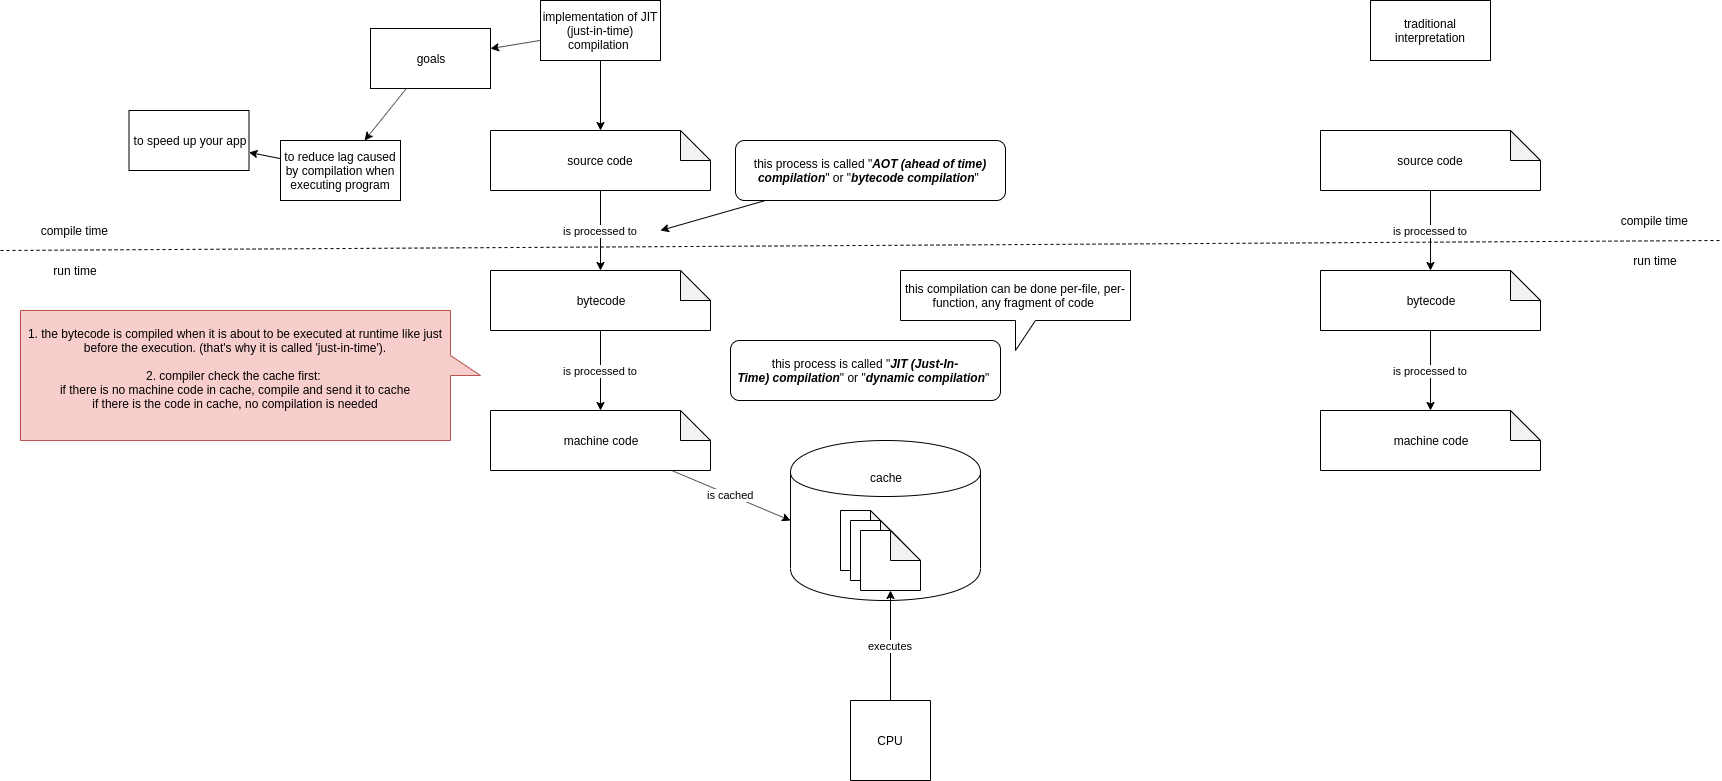 implementation of JIT
(just-in-time)
compilation
traditional
interpretation
goals
to speed up your app
to reduce lag caused
by compilation when
executing program
source code
this process is called "AOT (ahead of time)
compilation" or "bytecode compilation"
source code
compile time
is processed to
is processed to
compile time
run time
run time
bytecode
this compilation can be done per-file, per-
function, any fragment of code
bytecode
1. the bytecode is compiled when it is about to be executed at runtime like just
before the execution. (that's why it is called 'just-in-time').
2. compiler check the cache first:
if there is no machine code in cache, compile and send it to cache
if there is the code in cache, no compilation is needed
is processed to
this process is called "JIT (Just-In-
Time) compilation" or "dynamic compilation"
is processed to
machine code
machine code
cache
is cached
executes
CPU